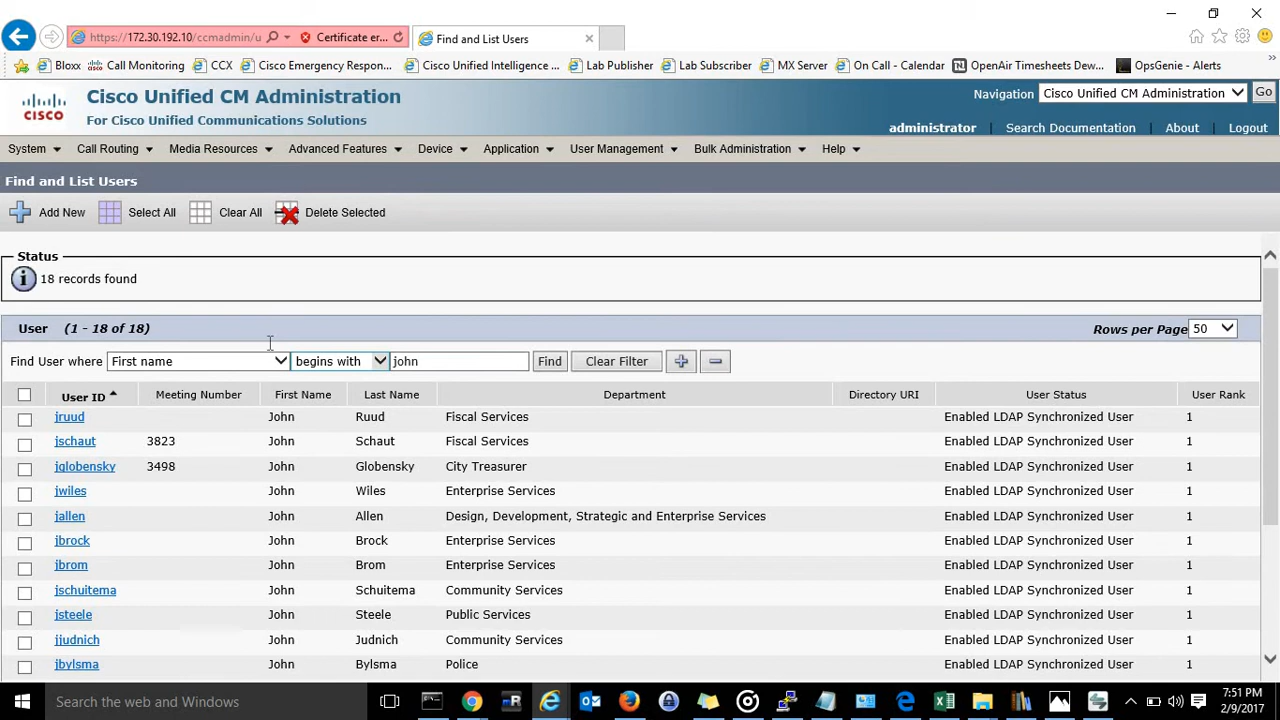 https://172.30.192.10/ccmadmin/u Certificate er... Find and List Users
Bloxx Call Monitoring CCX Cisco Emergency Respon... Cisco Unified Intelligence ... Lab Publisher Lab Subscriber MX Server On Call - Calendar OpenAir Timesheets Dew... OpsGenie - Alerts
CISCO Cisco Unified CM Administration Navigation Cisco Unified CM Administration Go
For Cisco Unified Communications Solutions administrator Search Documentation About Logout
System Call Routing Media Resources Advanced Features Device Application User Management Bulk Administration Help
Find and List Users
Add New Select All Clear All Delete Selected
Status
18 records found
User (1 - 18 of 18) Rows per Page 50
Find User where First name begins with john Find Clear Filter
User ID Meeting Number First Name Last Name Department Directory URI User Status User Rank
jruud John Ruud Fiscal Services Enabled LDAP Synchronized User 1
jschaut 3823 John Schaut Fiscal Services Enabled LDAP Synchronized User 1
jglobensky 3498 John Globensky City Treasurer Enabled LDAP Synchronized User 1
jwiles John Wiles Enterprise Services Enabled LDAP Synchronized User 1
jallen John Allen Design, Development, Strategic and Enterprise Services Enabled LDAP Synchronized User 1
jbrock John Brock Enterprise Services Enabled LDAP Synchronized User 1
jbrom John Brom Enterprise Services Enabled LDAP Synchronized User 1
jschuitema John Schuitema Community Services Enabled LDAP Synchronized User 1
jsteele John Steele Public Services Enabled LDAP Synchronized User 1
jjudnich John Judnich Community Services Enabled LDAP Synchronized User 1
jbylsma John Bylsma Police Enabled LDAP Synchronized User 1
Search the web and Windows 7:51 PM
2/9/2017